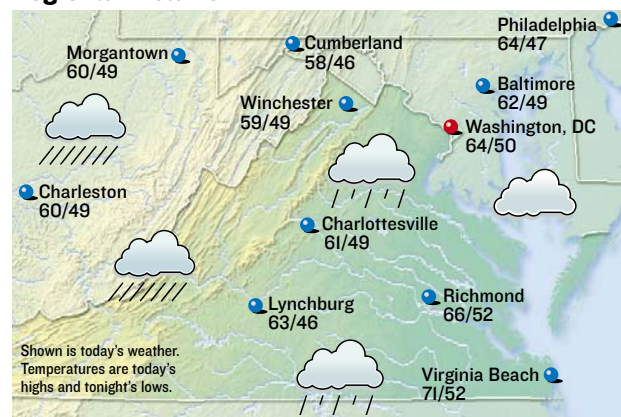 Philadelphia
64/47
Morgantown
60/49
Cumberland
58/46
Baltimore
62/49
Winchester
59/49
Washington, DC
64/50
Charleston
60/49
Charlottesville
61/49
Lynchburg
63/46
Richmond
66/52
Shown is today's weather.
Temperatures are today's
highs and tonight's lows.
Virginia Beach
71/52